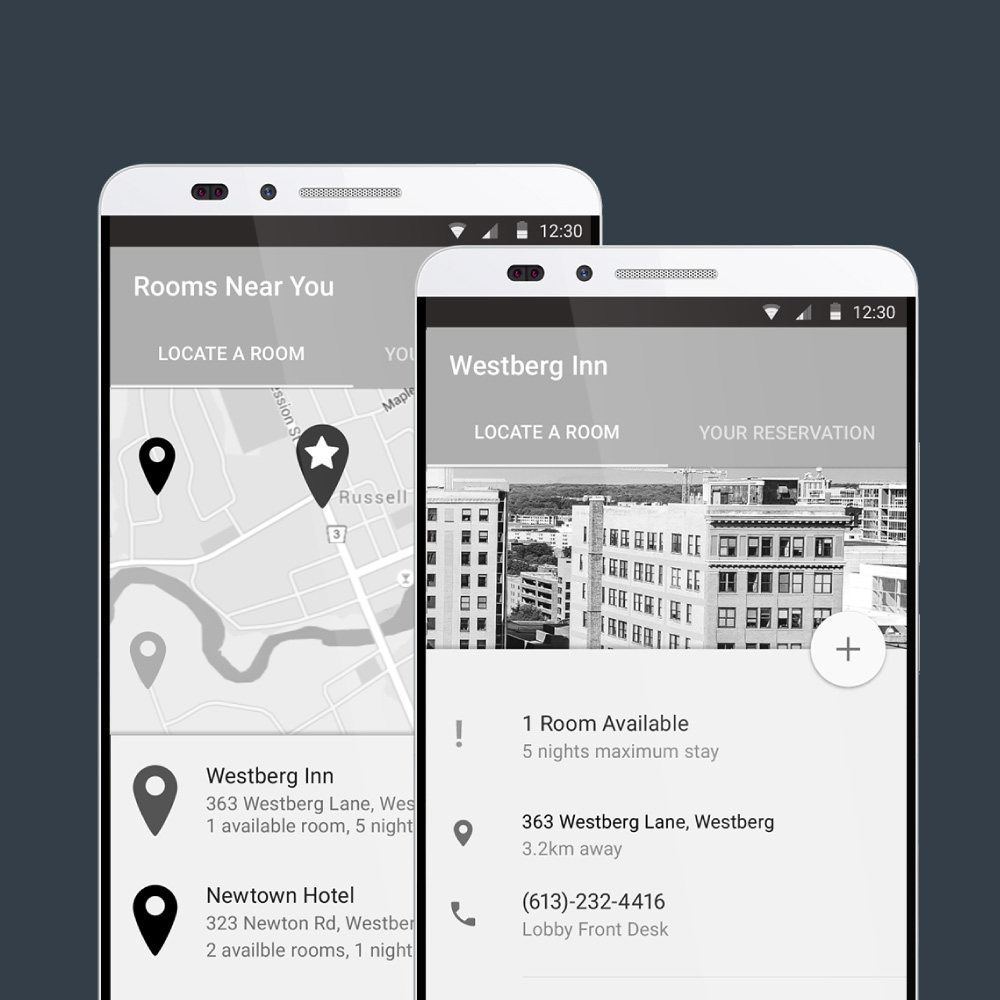 12:30
Rooms Near You
LOCATE A ROOM
Maple
Russell
3
Westberg Inn
363 Westberg Lane, Wes
1 available room, 5 night
Newtown Hotel
323 Newton Rd, Westber
2 availble rooms, 1 night
12:30
Westberg Inn
LOCATE A ROOM YOUR RESERVATION
1 Room Available
5 nights maximum stay
363 Westberg Lane, Westberg
3.2km away
(613)-232-4416
Lobby Front Desk